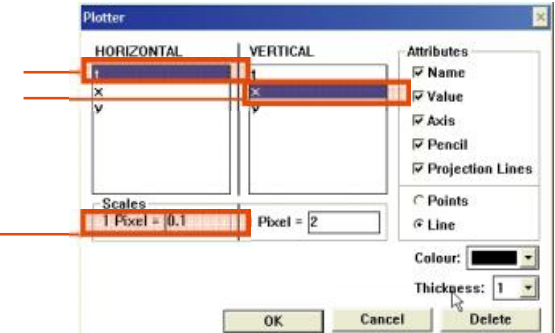 Plotter
HORIZONTAL
t
x
y
VERTICAL
t
x
y
Attributes
Name
Value
Axis
Pencil
Projection Lines
Points
Line
Scales
1 Pixel = 0.1
Pixel = 2
Colour:
Thickness: 1
OK
Cancel
Delete